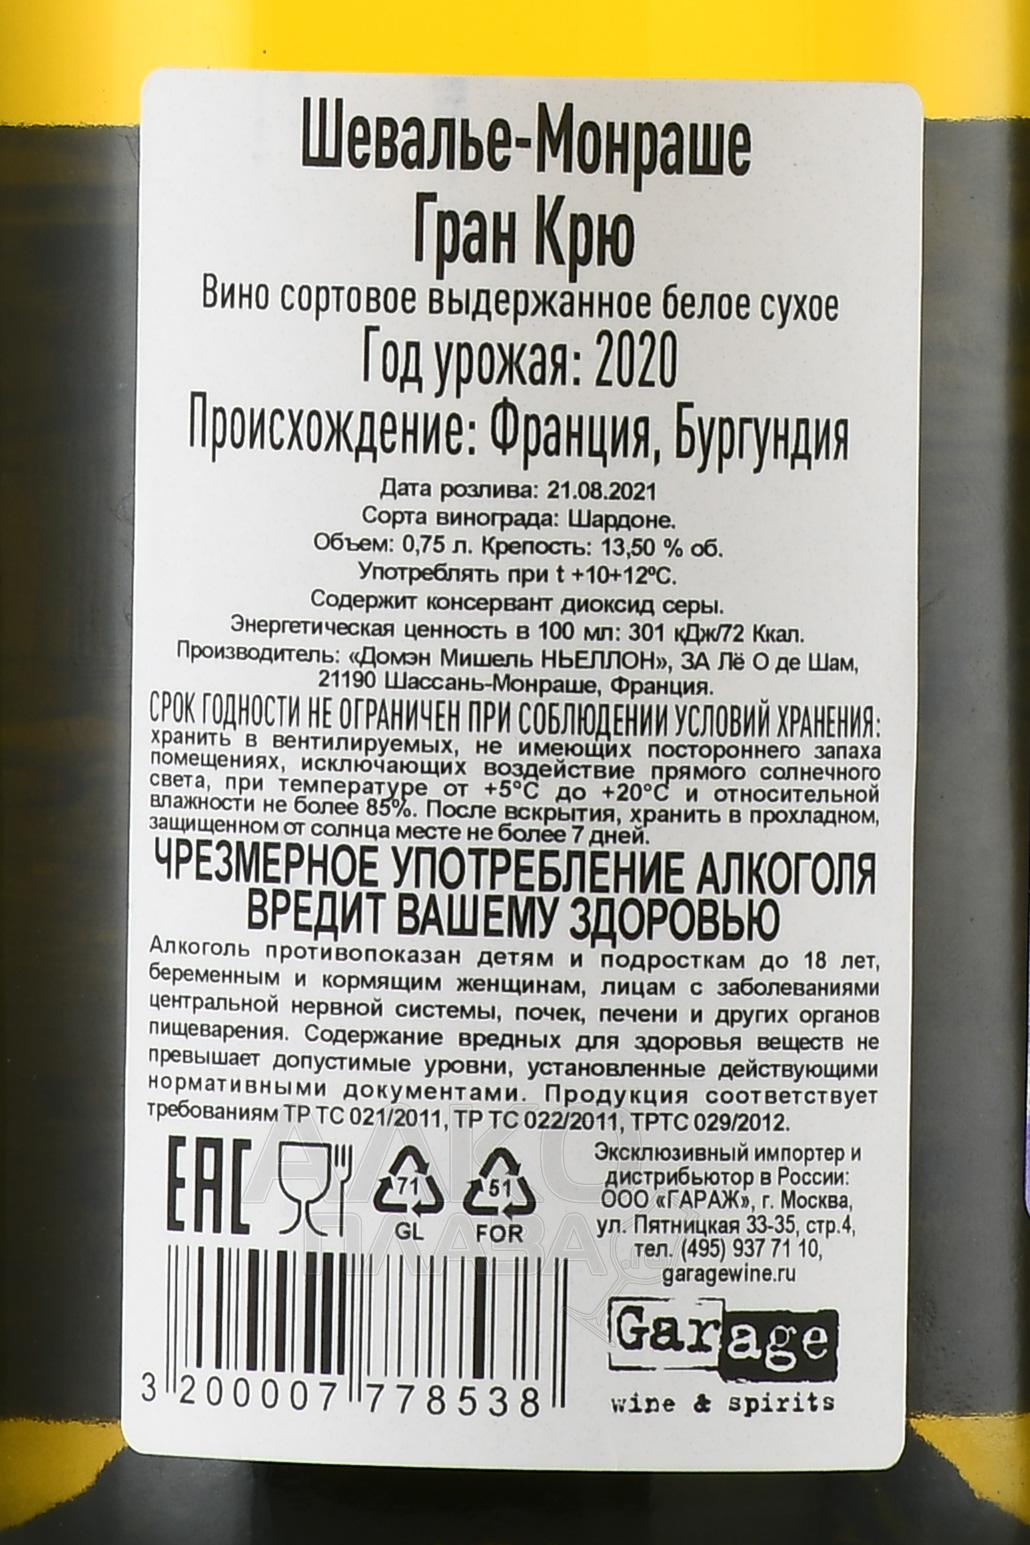 Шевалье-Монраше
Гран Крю
Вино сортовое выдержанное белое сухое
Год урожая: 2020
Происхождение: Франция, Бургундия
Дата розлива: 21.08.2021
Сорта винограда: Шардоне.
Объем: 0,75 л. Крепость: 13,50 % об.
Употреблять при t +10+12ºC.
Содержит консервант диоксид серы.
Энергетическая ценность в 100 мл: 301 кДж/72 Ккал.
Производитель: «Домэн Мишель НЬЕЛЛОН», ЗА Лё О де Шам,
21190 Шассань-Монраше, Франция.
СРОК ГОДНОСТИ НЕ ОГРАНИЧЕН ПРИ СОБЛЮДЕНИИ УСЛОВИЙ ХРАНЕНИЯ:
хранить в вентилируемых, не имеющих постороннего запаха
помещениях, исключающих воздействие прямого солнечного
света, при температуре от +5°C до +20°C и относительной
влажности не более 85%. После вскрытия, хранить в прохладном,
защищенном от солнца месте не более 7 дней.
ЧРЕЗМЕРНОЕ УПОТРЕБЛЕНИЕ АЛКОГОЛЯ
ВРЕДИТ ВАШЕМУ ЗДОРОВЬЮ
Алкоголь противопоказан детям и подросткам до 18 лет,
беременным и кормящим женщинам, лицам с заболеваниями
центральной нервной системы, почек, печени и других органов
пищеварения. Содержание вредных для здоровья веществ не
превышает допустимые уровни, установленные действующими
нормативными документами. Продукция соответствует
требованиям ТР ТС 021/2011, ТР ТС 022/2011, ТРТС 029/2012.
EAC
71
GL
51
FOR
Эксклюзивный импортер и
дистрибьютор в России:
ООО «ГАРАЖ», г. Москва,
ул. Пятницкая 33-35, стр.4,
тел. (495) 937 71 10,
garagewine.ru
Garage
wine & spirits
3 200007 778538
АЛКО
ПЛАЗА